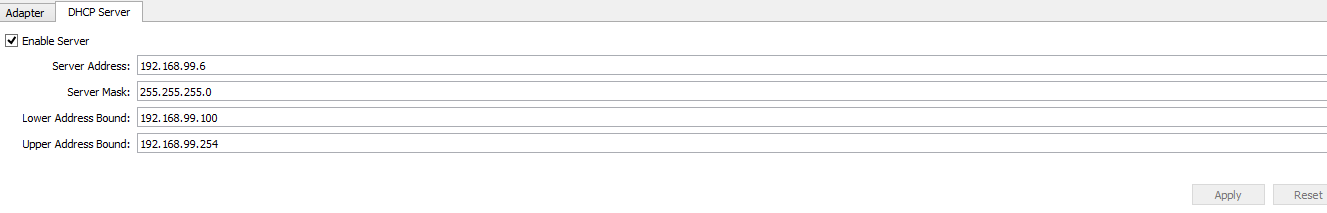 Adapter DHCP Server
Enable Server
Server Address: 192.168.99.6
Server Mask: 255.255.255.0
Lower Address Bound: 192.168.99.100
Upper Address Bound: 192.168.99.254
Apply Reset